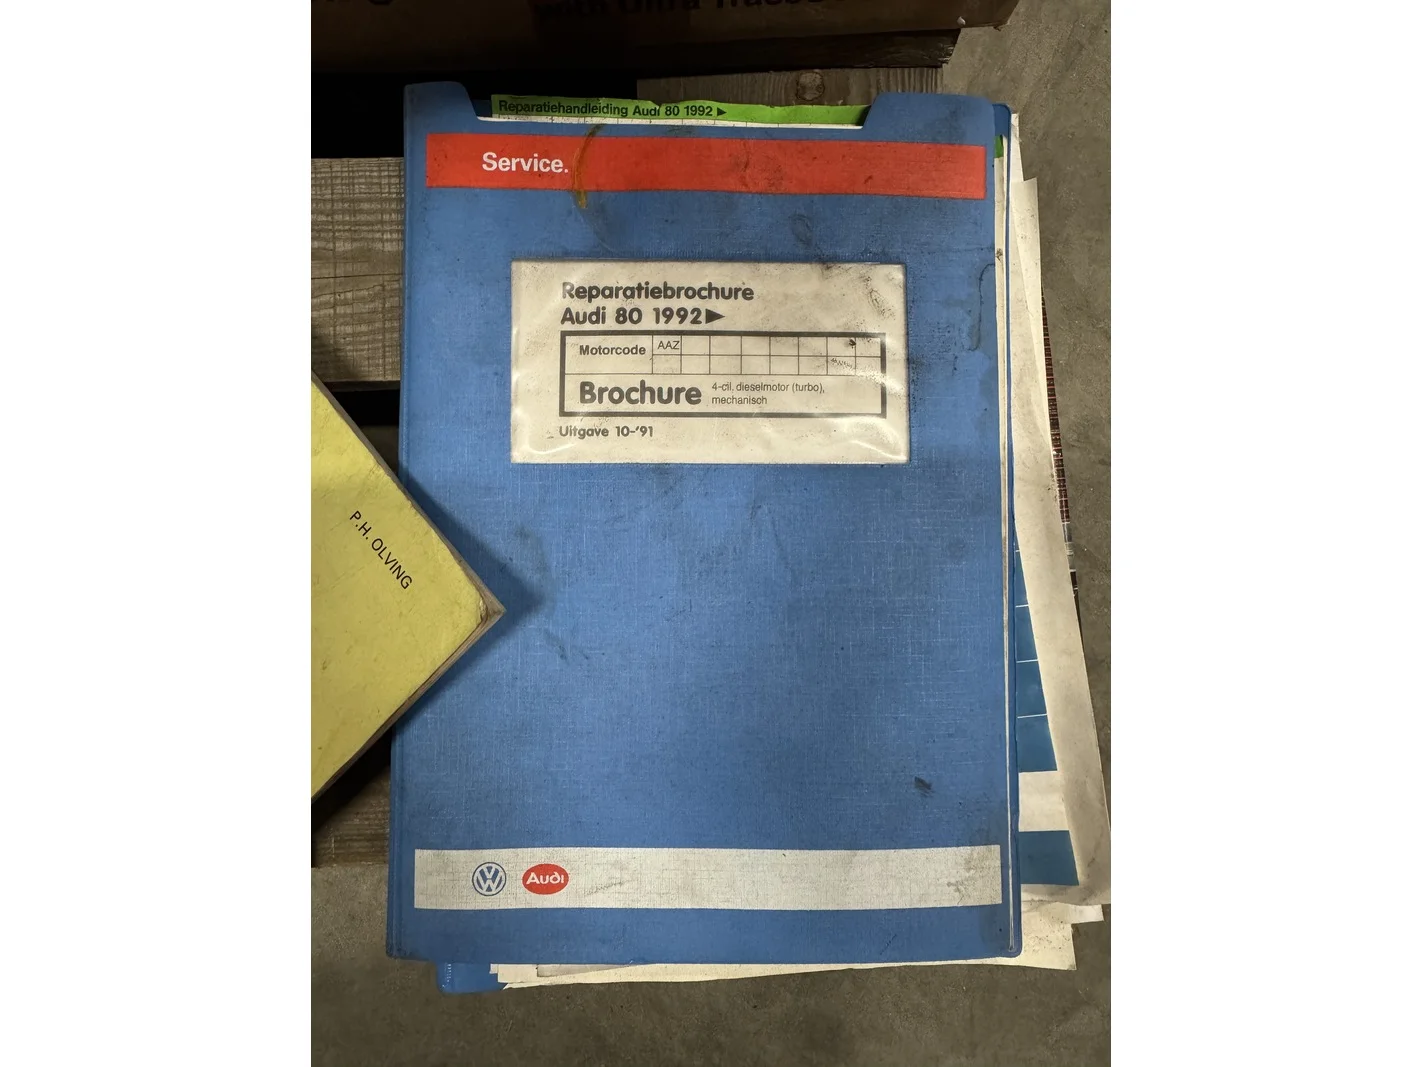 Reparatiehandleiding Audi 80 1992 ►
Service.
Reparatiebrochure
Audi 80 1992►
Motorcode AAZ
Brochure 4-cil. dieselmotor (turbo),
mechanisch
Uitgave 10-'91
P.H. OLVING
VW Audi